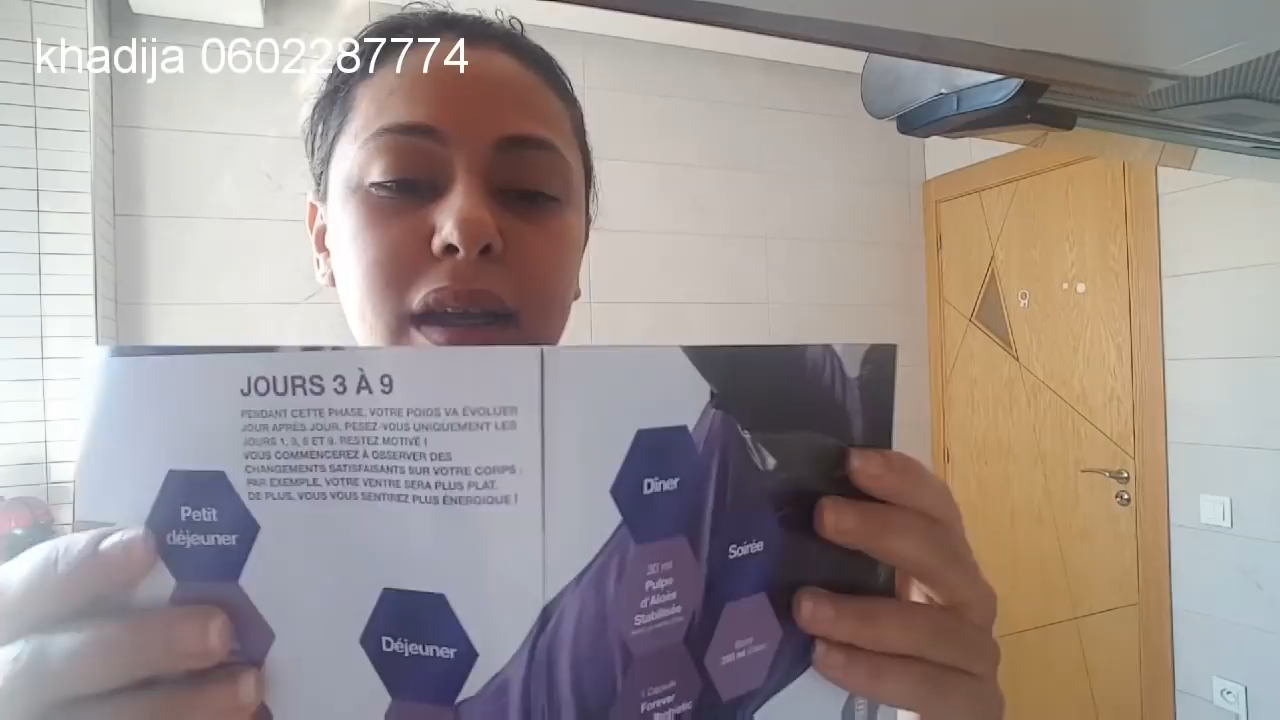 khadija 0602287774
JOURS 3 À 9
PENDANT CETTE PHASE, VOTRE POIDS VA ÉVOLUER
JOUR APRÈS JOUR. PESEZ-VOUS UNIQUEMENT LES
JOURS 1, 3, 6 ET 9. RESTEZ MOTIVÉ !
VOUS COMMENCEREZ À OBSERVER DES
CHANGEMENTS SATISFAISANTS SUR VOTRE CORPS :
PAR EXEMPLE, VOTRE VENTRE SERA PLUS PLAT.
DE PLUS, VOUS VOUS SENTIREZ PLUS ÉNERGIQUE !
Petit
déjeuner
Déjeuner
Dîner
30 ml
Pulpe
d'Aloès
Stabilisée
1 Capsule
Forever
Soirée